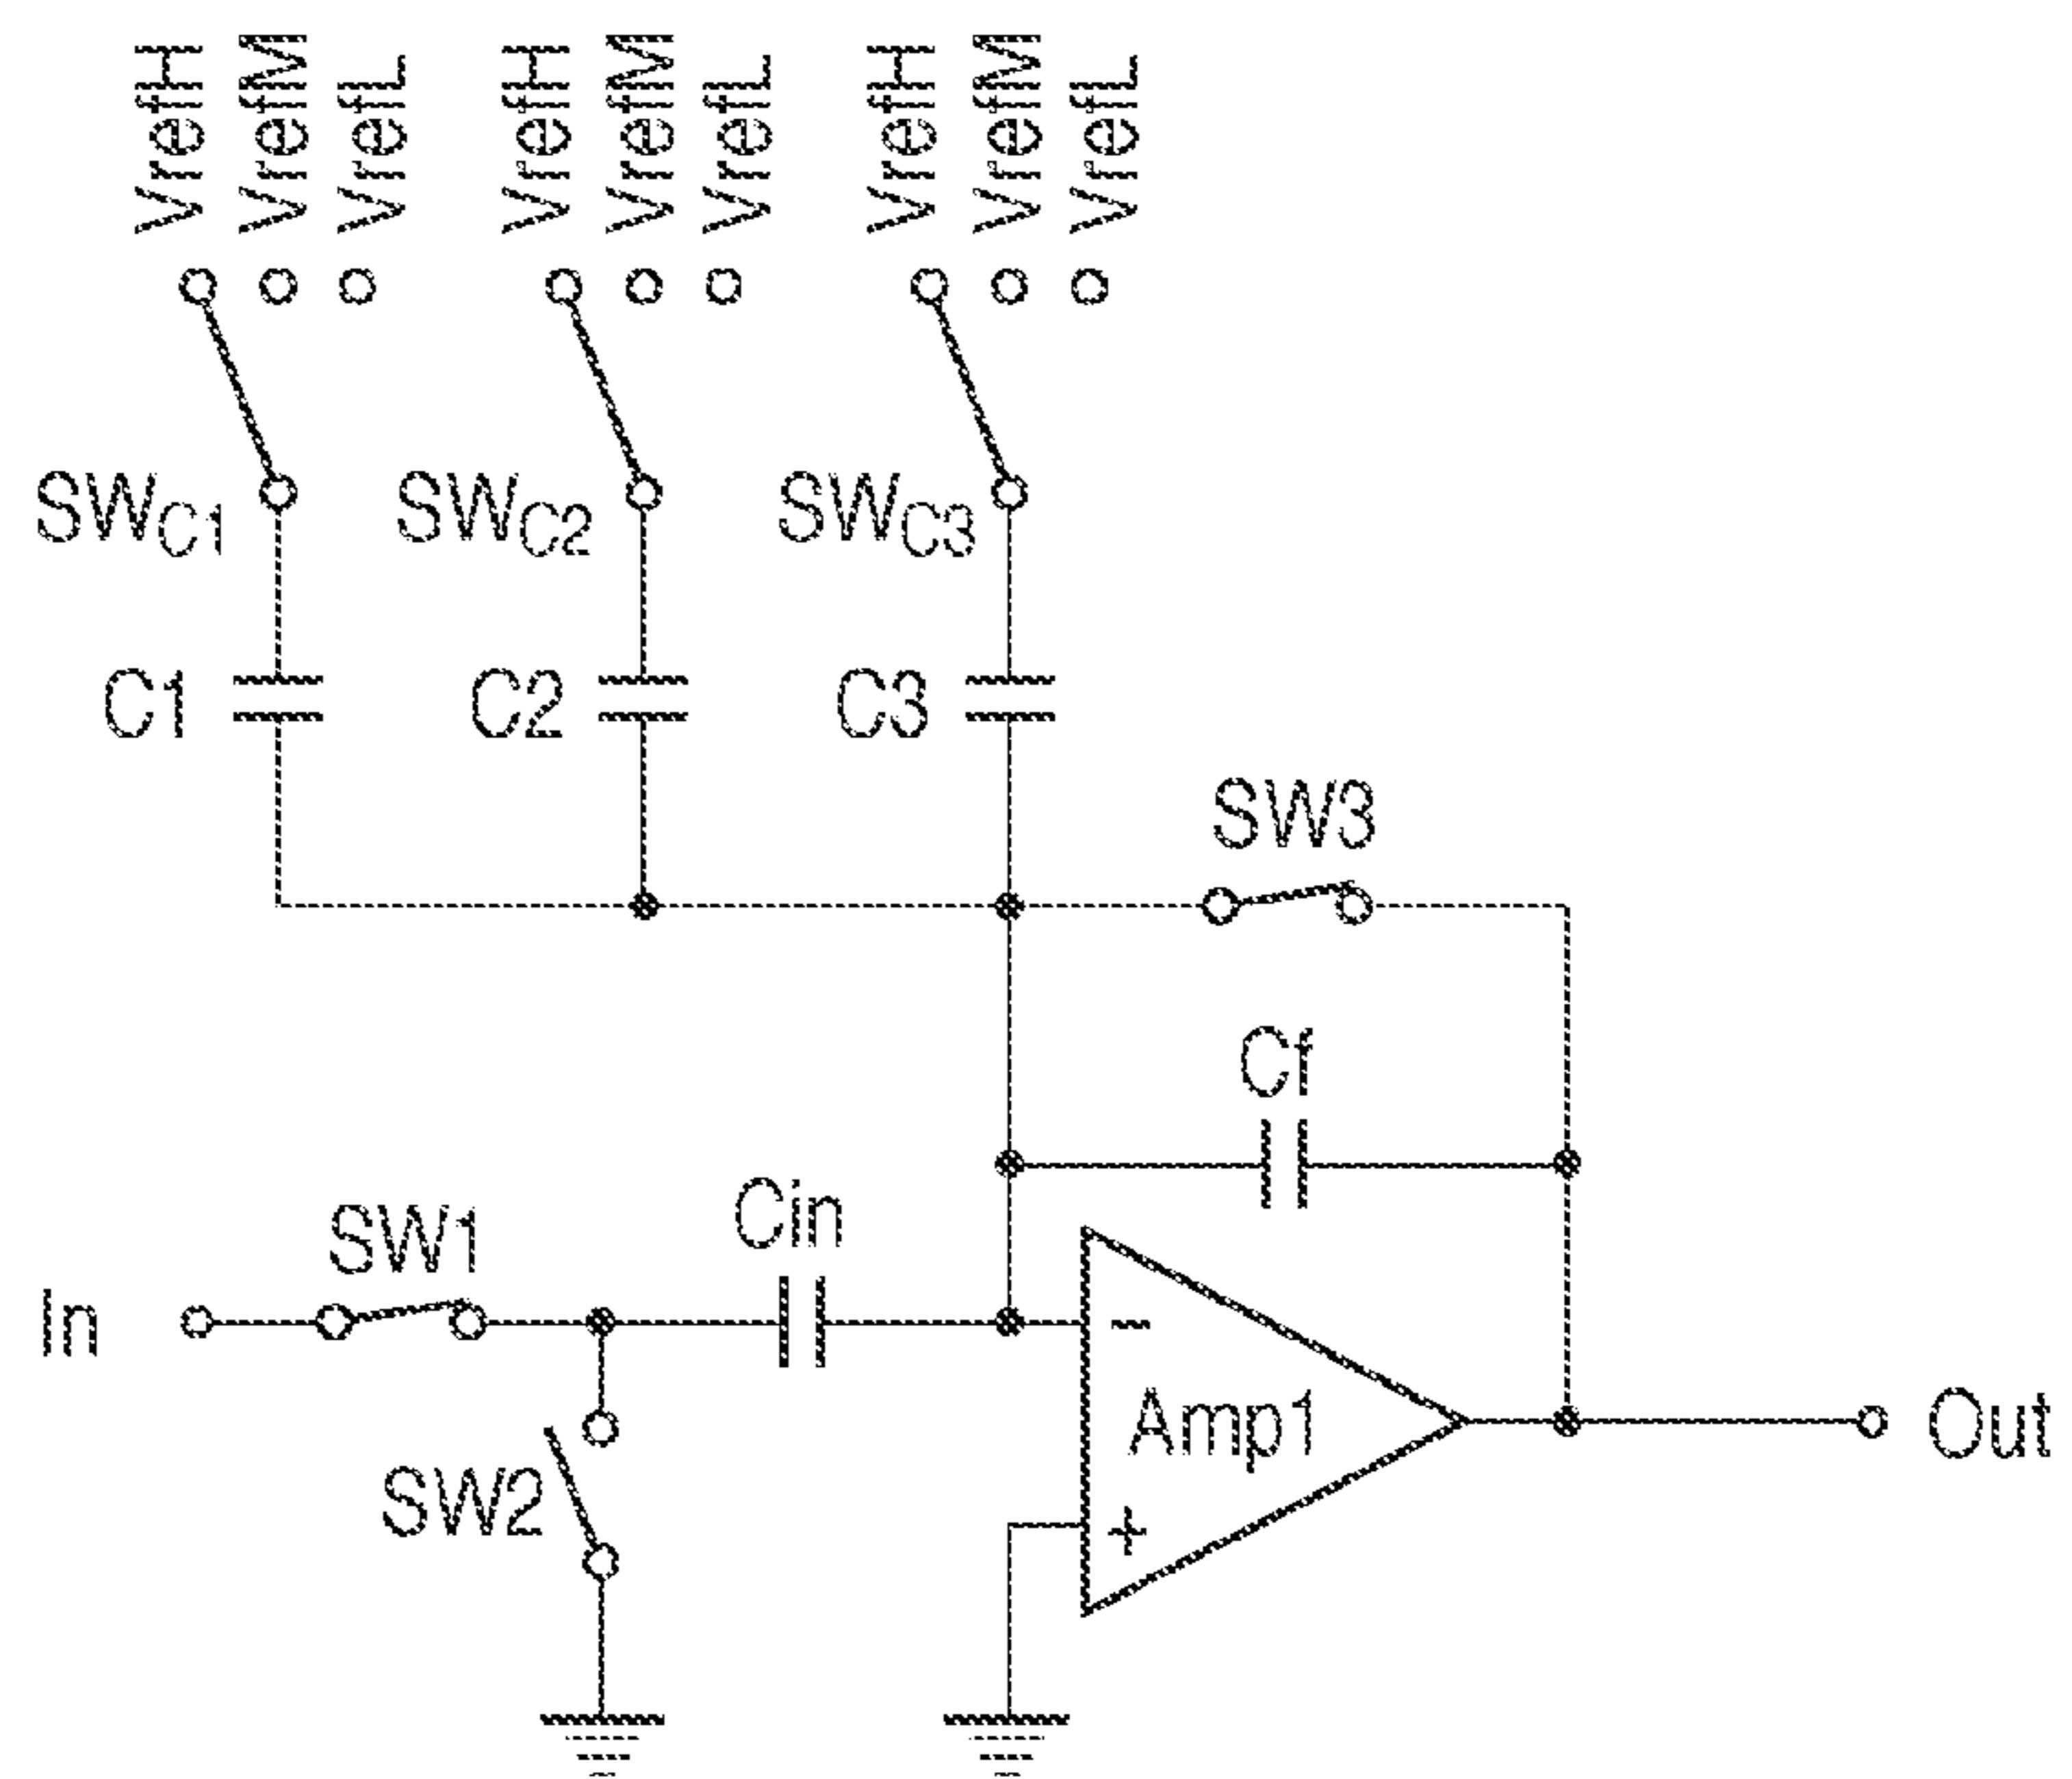 VrefH VrefM VrefL VrefH VrefM VrefL VrefH VrefM VrefL
SWC1 SWC2 SWC3
C1 C2 C3
SW3
Cf
Cin
SW1
In
-
Amp1
Out
SW2
+